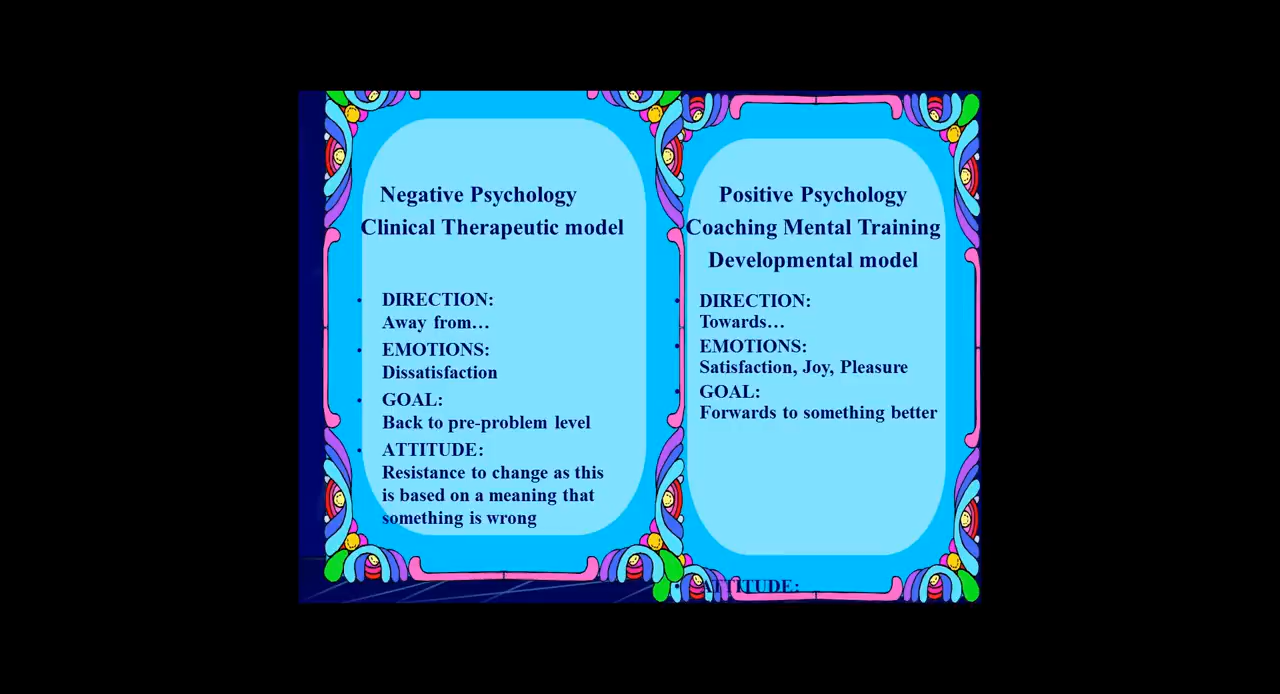 Negative Psychology
Clinical Therapeutic model
• DIRECTION:
Away from…
• EMOTIONS:
Dissatisfaction
• GOAL:
Back to pre-problem level
• ATTITUDE:
Resistance to change as this
is based on a meaning that
something is wrong
Positive Psychology
Coaching Mental Training
Developmental model
• DIRECTION:
Towards…
• EMOTIONS:
Satisfaction, Joy, Pleasure
• GOAL:
Forwards to something better
• ATTITUDE: